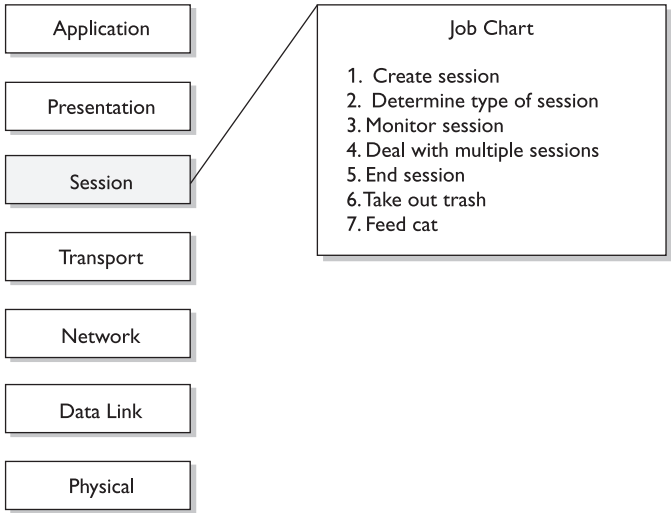 Application
Presentation
Session
Transport
Network
Data Link
Physical
Job Chart
1. Create session
2. Determine type of session
3. Monitor session
4. Deal with multiple sessions
5. End session
6. Take out trash
7. Feed cat